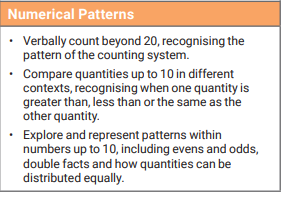 Numerical Patterns
• Verbally count beyond 20, recognising the
pattern of the counting system.
• Compare quantities up to 10 in different
contexts, recognising when one quantity is
greater than, less than or the same as the
other quantity.
• Explore and represent patterns within
numbers up to 10, including evens and odds,
double facts and how quantities can be
distributed equally.